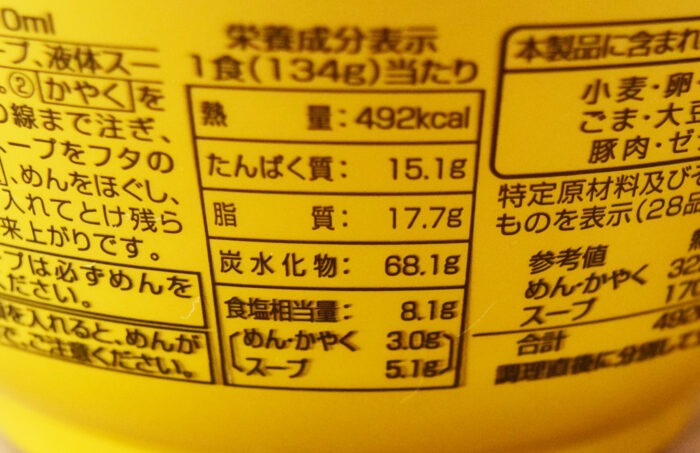 0ml
ープ、液体スー
。②かやくを
の線まで注ぎ、
スープをフタの
、めんをほぐし、
入れてとけ残ら
来上がりです。
プは必ずめんを
ください。
を入れると、めんが
で、ご注意ください。
栄養成分表示
1食(134g)当たり
熱量:492kcal
たんぱく質: 15.1g
脂質: 17.7g
炭水化物: 68.1g
食塩相当量: 8.1g
めん・かやく 3.0g
スープ 5.1g
本製品に含まれ
小麦・卵
ごま・大豆
豚肉・ゼ
特定原材料及びそ
ものを表示(28品
参考値
めん・かやく 32
スープ 170
合計 492
調理直後に分別して